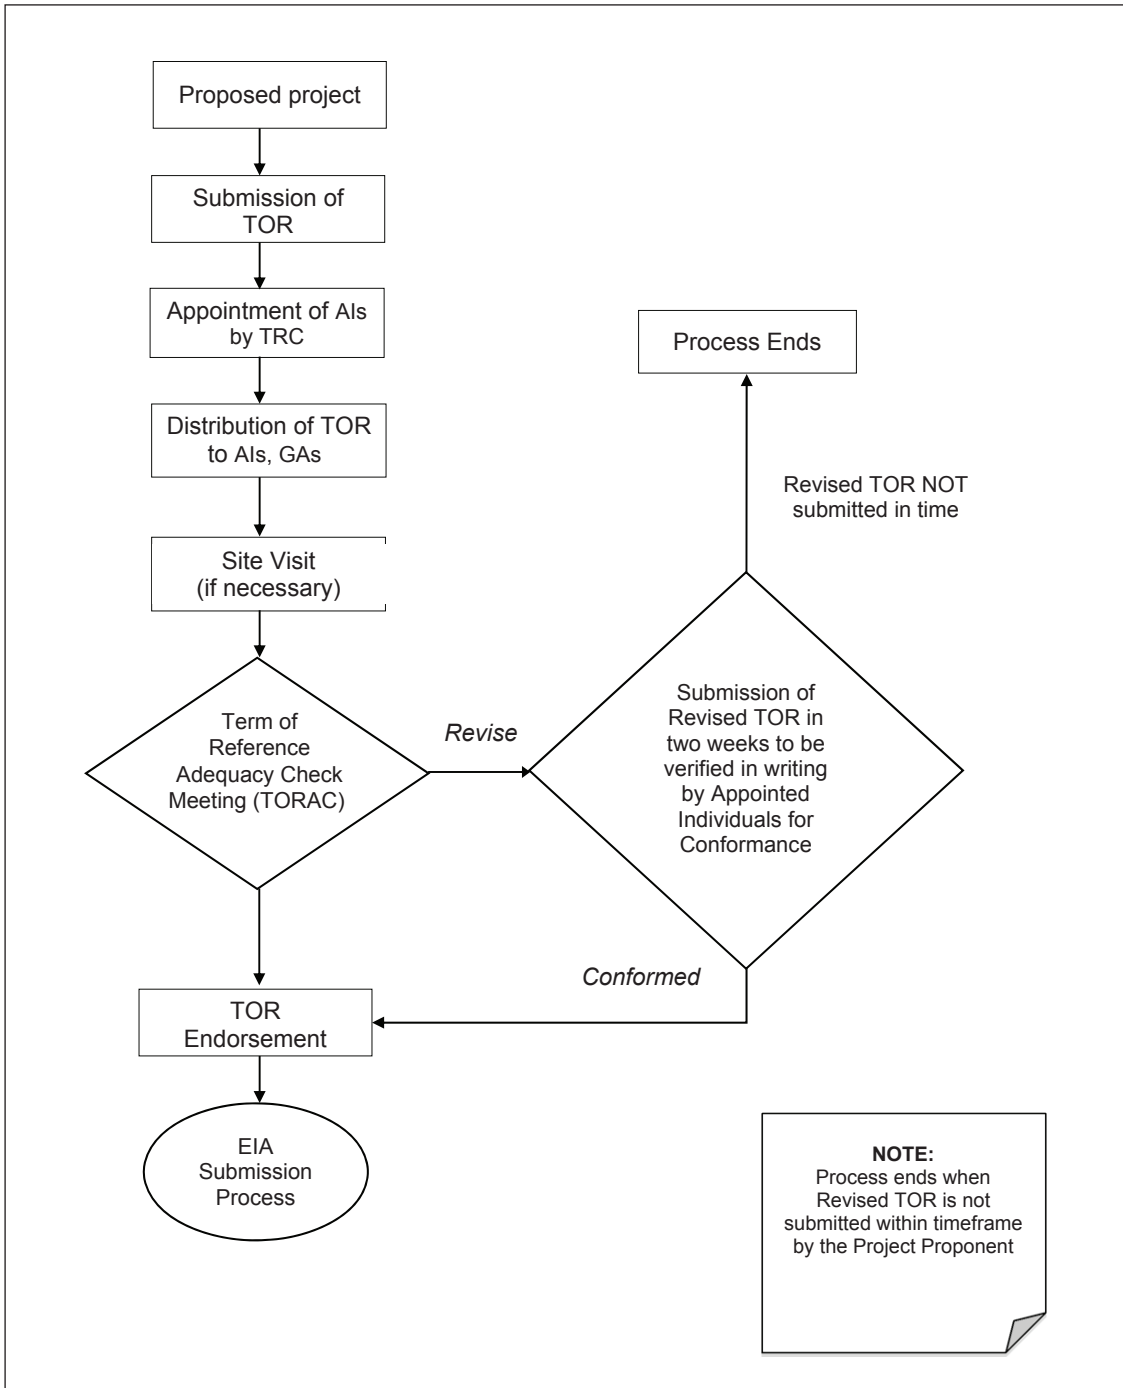 Proposed project
Submission of
TOR
Appointment of AIs
by TRC
Distribution of TOR
to AIs, GAs
Site Visit
(if necessary)
Term of
Reference
Adequacy Check
Meeting (TORAC)
Revise
Submission of
Revised TOR in
two weeks to be
verified in writing
by Appointed
Individuals for
Conformance
Revised TOR NOT
submitted in time
Process Ends
Conformed
TOR
Endorsement
EIA
Submission
Process
NOTE:
Process ends when
Revised TOR is not
submitted within timeframe
by the Project Proponent